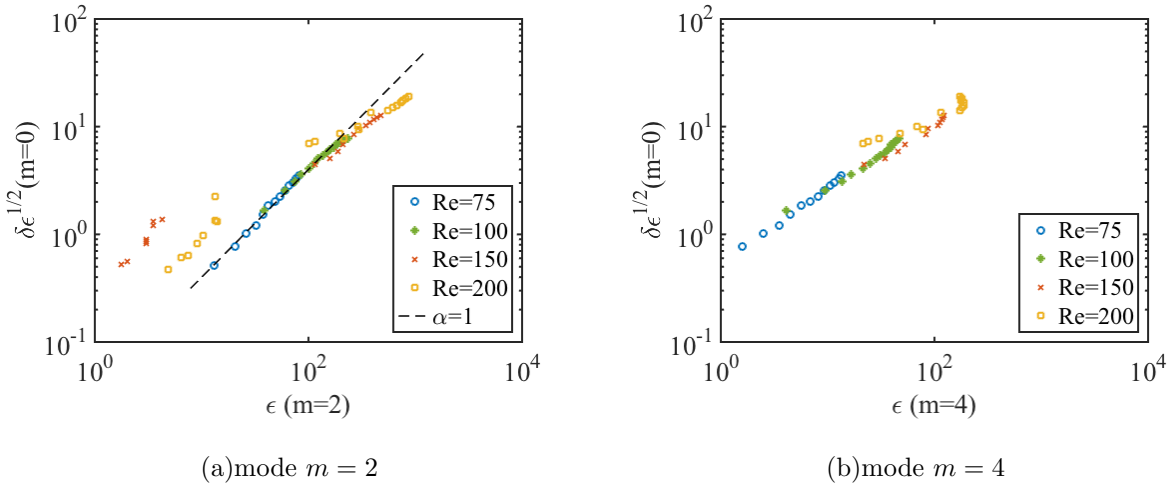 10^2
10^1
10^0
10^-1
δϵ^1/2(m=0)
Re=75
Re=100
Re=150
Re=200
α=1
10^0
10^2
10^4
ϵ (m=2)
(a)mode m = 2
10^2
10^1
10^0
10^-1
δϵ^1/2(m=0)
Re=75
Re=100
Re=150
Re=200
10^0
10^2
10^4
ϵ (m=4)
(b)mode m = 4